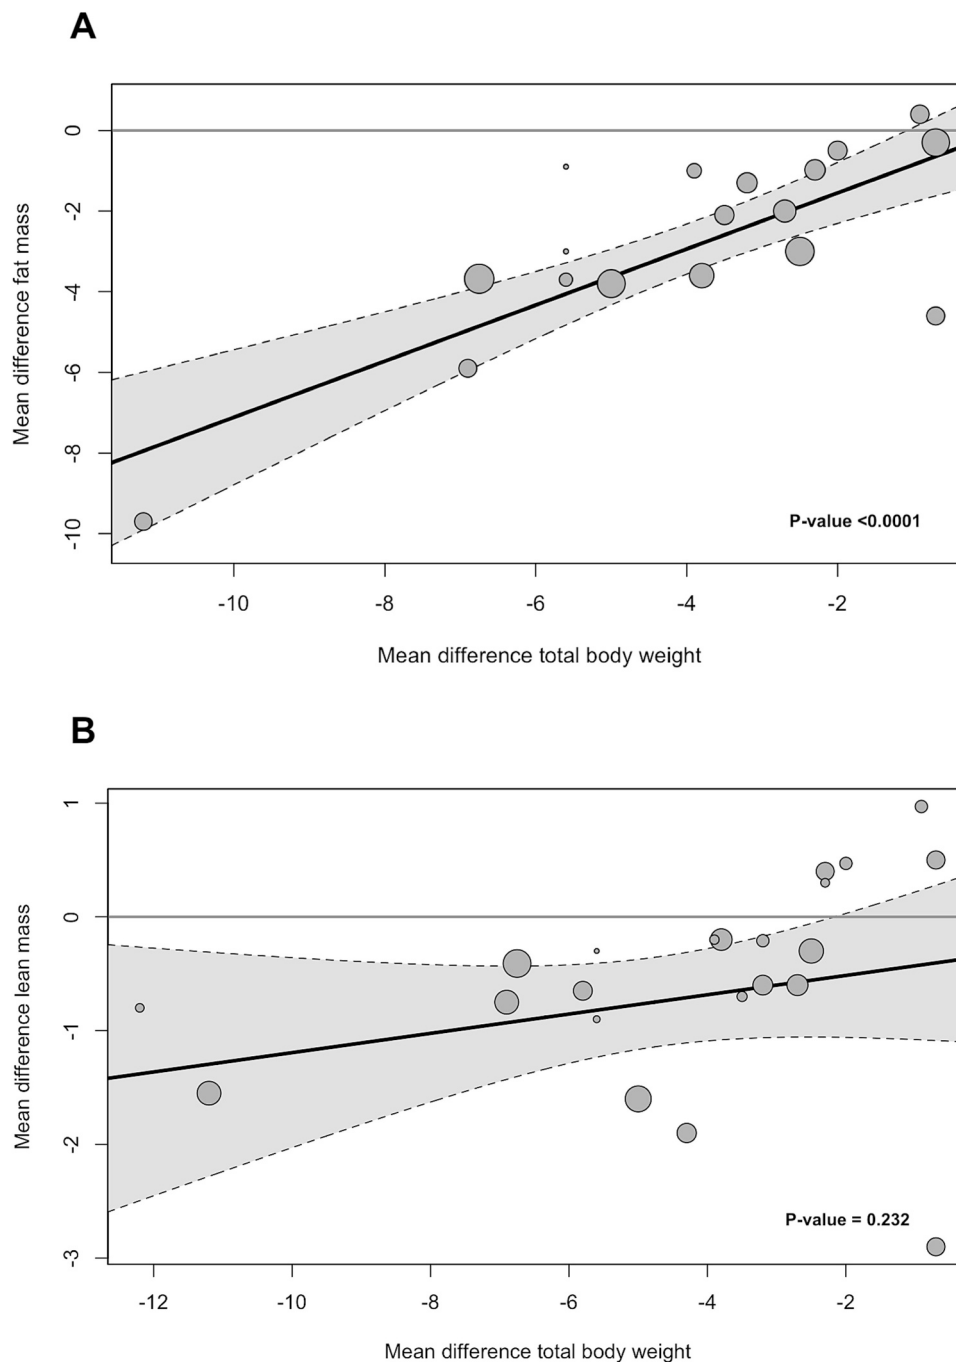 A
0
-2
-4
-6
-8
-10
Mean difference fat mass
P-value <0.0001
-10 -8 -6 -4 -2
Mean difference total body weight
B
1
0
-1
-2
-3
Mean difference lean mass
P-value = 0.232
-12 -10 -8 -6 -4 -2
Mean difference total body weight